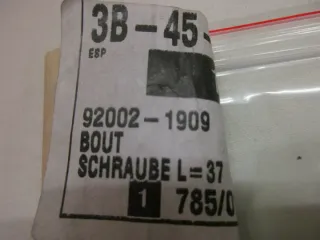 3B-45-
ESP
92002-1909
BOUT
SCHRAUBE L=37
1 785/0